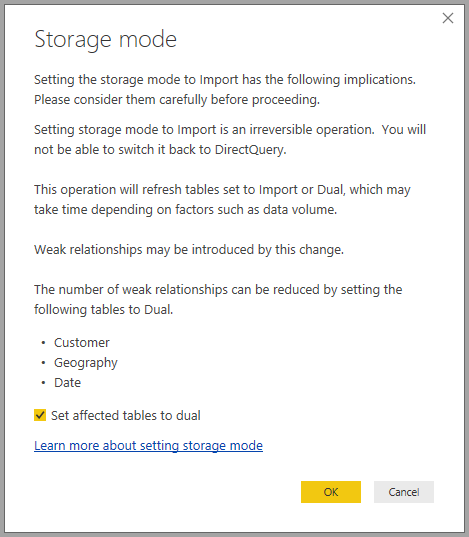 Storage mode
Setting the storage mode to Import has the following implications.
Please consider them carefully before proceeding.
Setting storage mode to Import is an irreversible operation.  You will
not be able to switch it back to DirectQuery.
This operation will refresh tables set to Import or Dual, which may
take time depending on factors such as data volume.
Weak relationships may be introduced by this change.
The number of weak relationships can be reduced by setting the
following tables to Dual.
• Customer
• Geography
• Date
Set affected tables to dual
Learn more about setting storage mode
OK Cancel